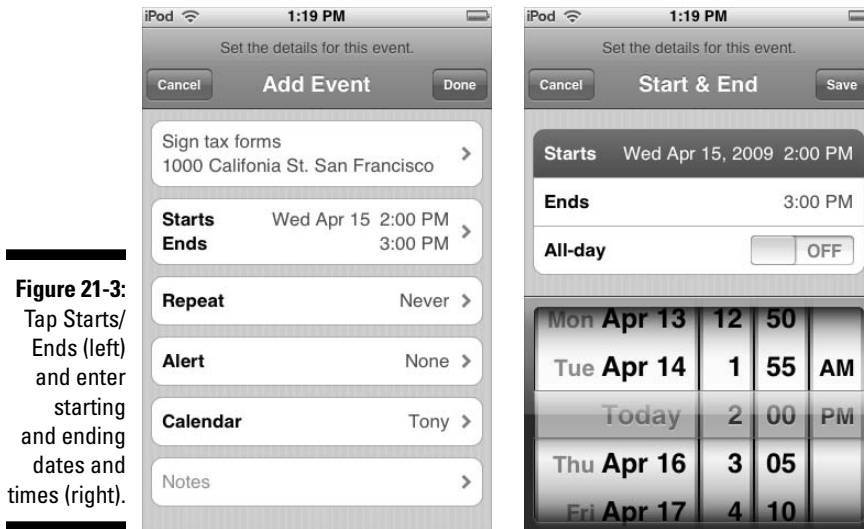 Figure 21-3:
Tap Starts/
Ends (left)
and enter
starting
and ending
dates and
times (right).
iPod 1:19 PM
Set the details for this event.
Cancel Add Event Done
Sign tax forms
1000 Califonia St. San Francisco
Starts Wed Apr 15 2:00 PM
Ends 3:00 PM
Repeat Never
Alert None
Calendar Tony
Notes
iPod 1:19 PM
Set the details for this event.
Cancel Start & End Save
Starts Wed Apr 15, 2009 2:00 PM
Ends 3:00 PM
All-day OFF
Mon Apr 13 12 50
Tue Apr 14 1 55 AM
Today 2 00 PM
Thu Apr 16 3 05
Fri Apr 17 4 10